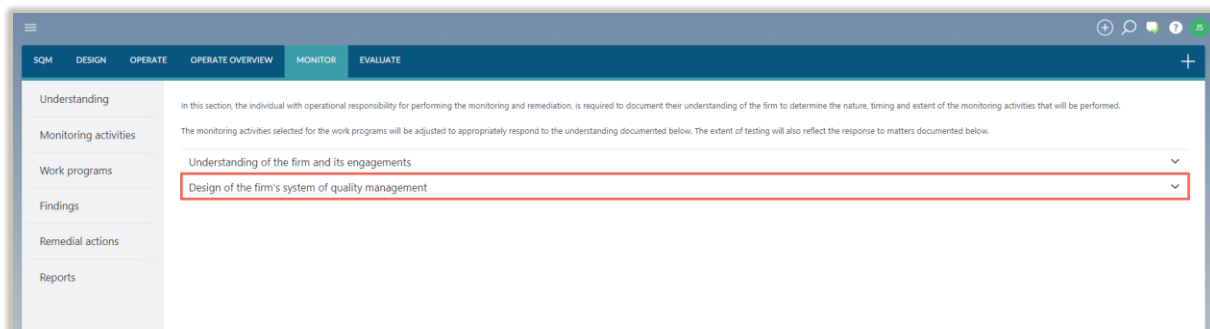 JS
SQM DESIGN OPERATE OPERATE OVERVIEW MONITOR EVALUATE
Understanding
Monitoring activities
Work programs
Findings
Remedial actions
Reports
In this section, the individual with operational responsibility for performing the monitoring and remediation, is required to document their understanding of the firm to determine the nature, timing and extent of the monitoring activities that will be performed.
The monitoring activities selected for the work programs will be adjusted to appropriately respond to the understanding documented below. The extent of testing will also reflect the response to matters documented below.
Understanding of the firm and its engagements
Design of the firm's system of quality management